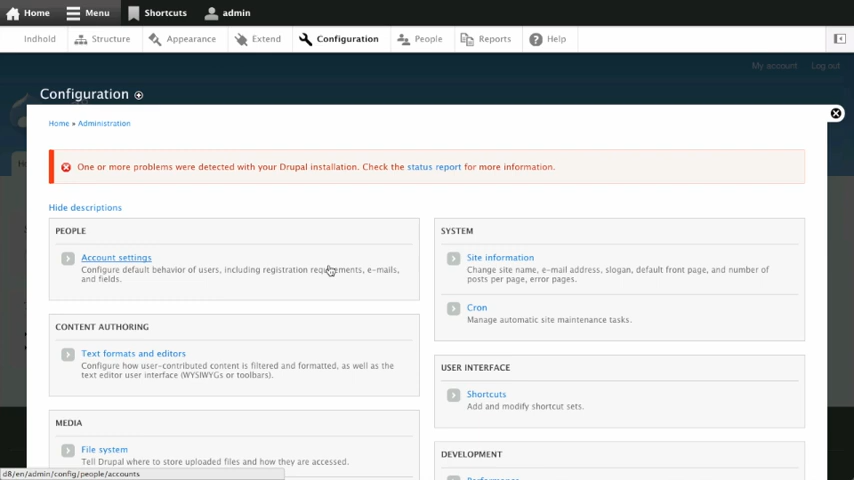 Home Menu Shortcuts admin
Indhold Structure Appearance Extend Configuration People Reports Help
My account Log out
Configuration
Home » Administration
One or more problems were detected with your Drupal installation. Check the status report for more information.
Hide descriptions
PEOPLE
Account settings
Configure default behavior of users, including registration requirements, e-mails,
and fields.
CONTENT AUTHORING
Text formats and editors
Configure how user-contributed content is filtered and formatted, as well as the
text editor user interface (WYSIWYGs or toolbars).
MEDIA
File system
Tell Drupal where to store uploaded files and how they are accessed.
SYSTEM
Site information
Change site name, e-mail address, slogan, default front page, and number of
posts per page, error pages.
Cron
Manage automatic site maintenance tasks.
USER INTERFACE
Shortcuts
Add and modify shortcut sets.
DEVELOPMENT
Performance
d8/en/admin/config/people/accounts